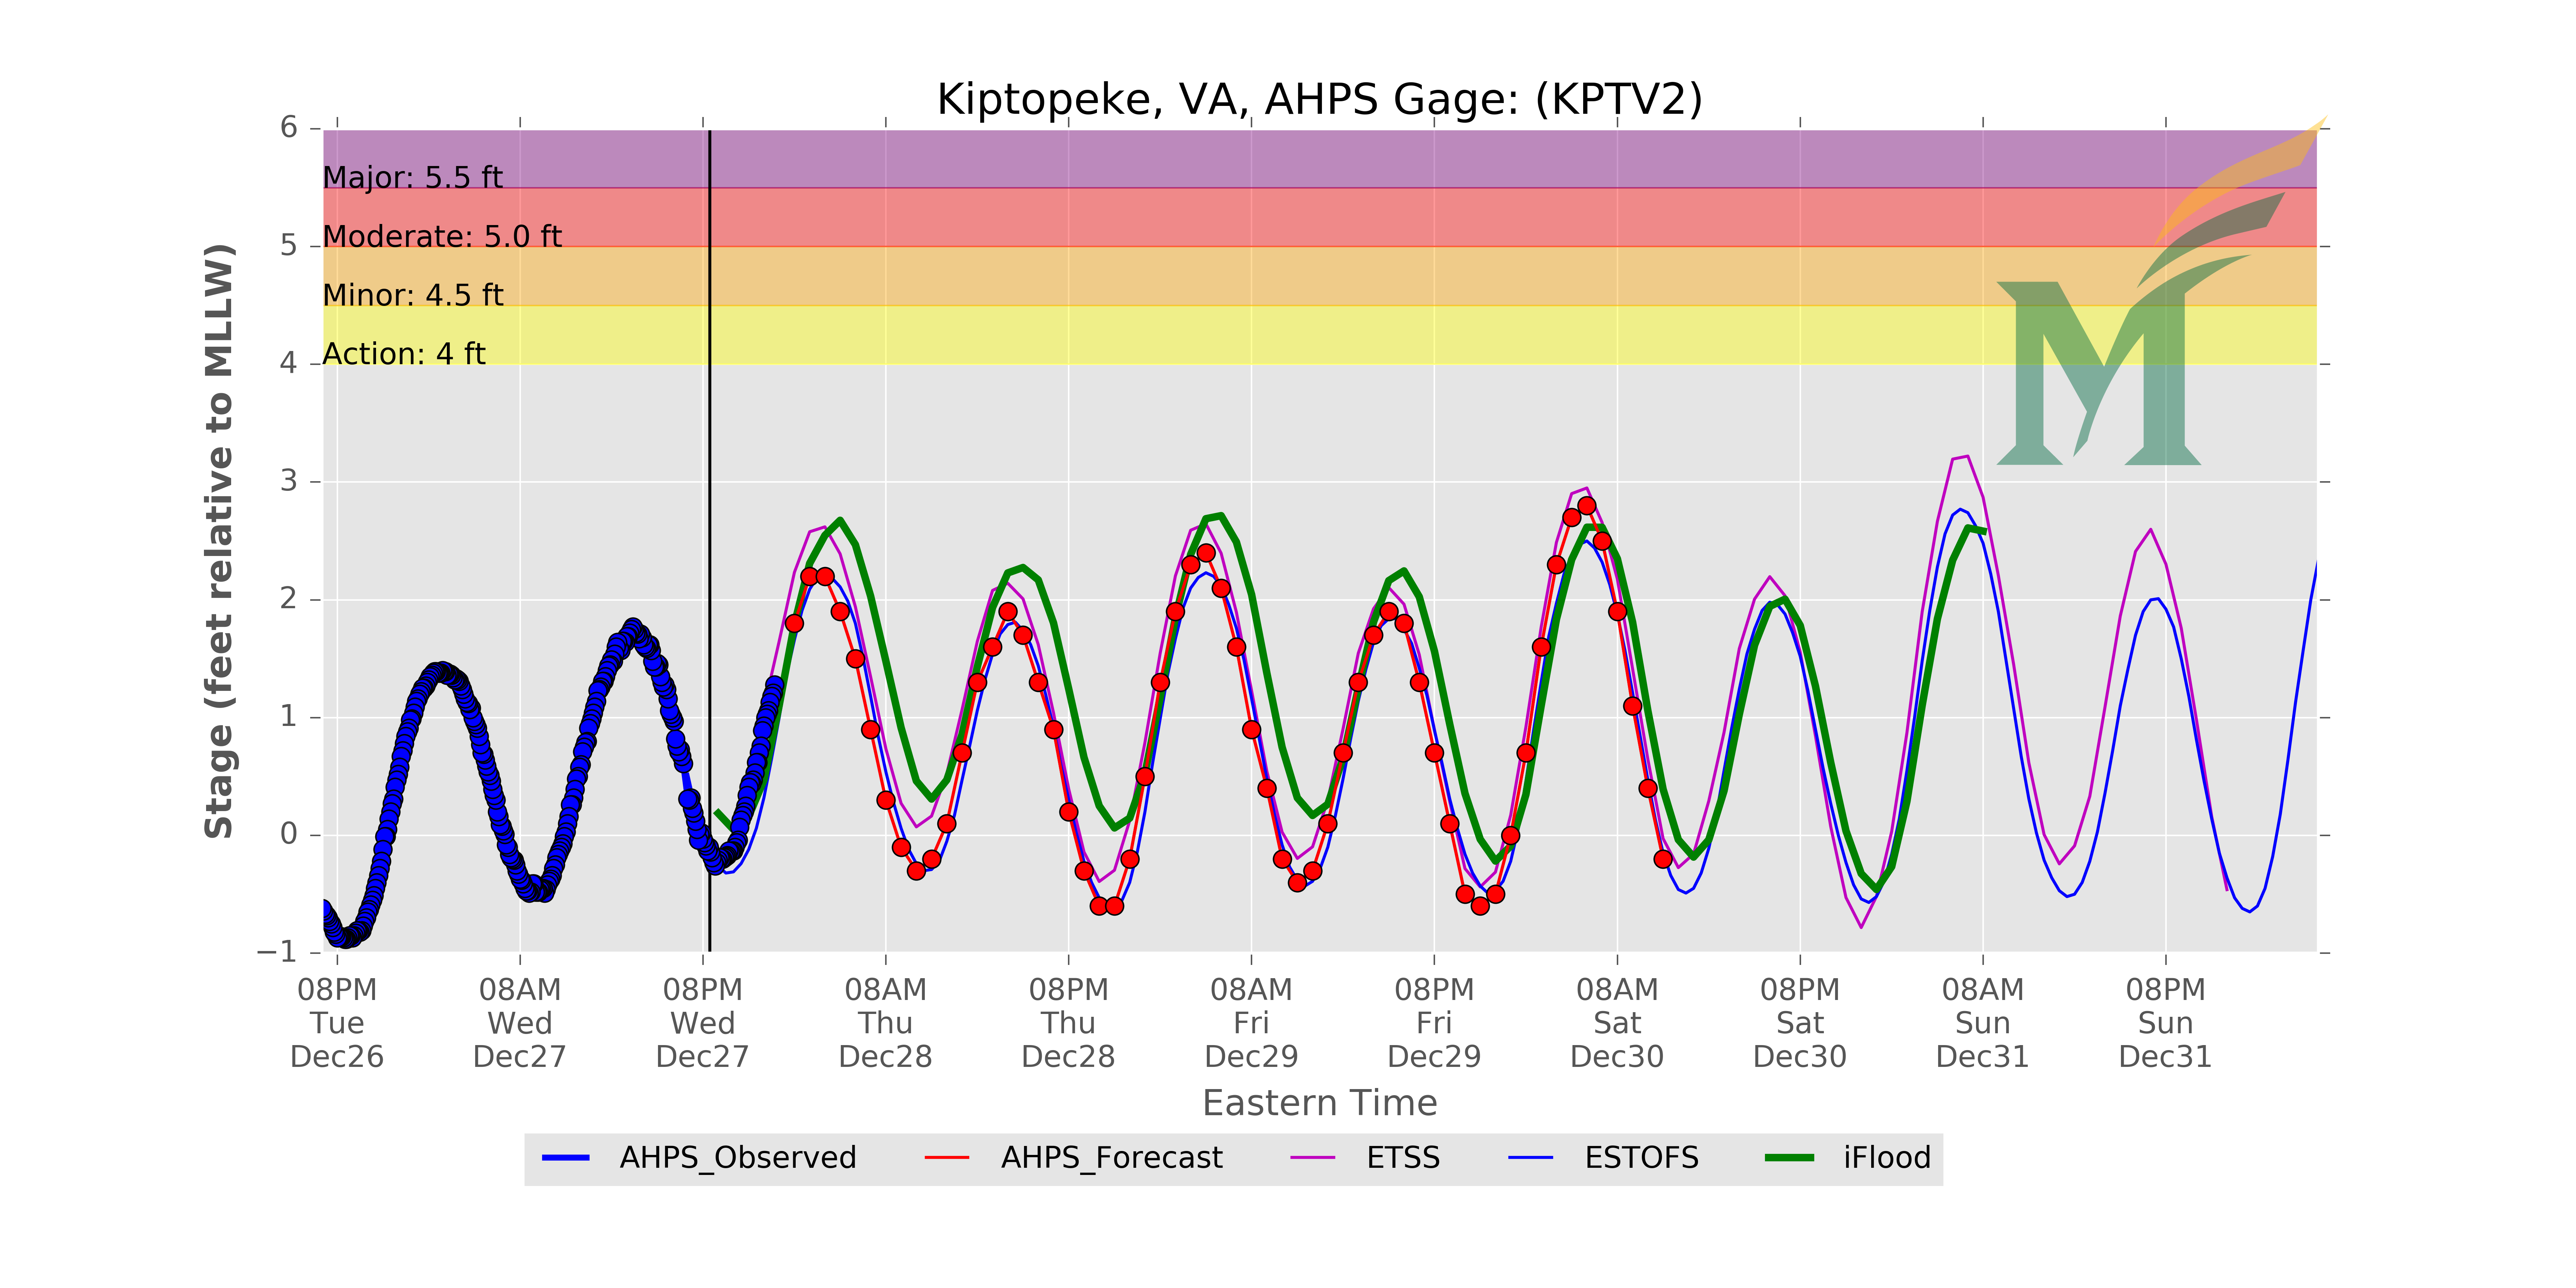 Kiptopeke, VA, AHPS Gage: (KPTV2)
6
5
4
3
2
1
0
−1
Stage (feet relative to MLLW)
Major: 5.5 ft
Moderate: 5.0 ft
Minor: 4.5 ft
Action: 4 ft
M
08PM 08AM 08PM 08AM 08PM 08AM 08PM 08AM 08PM 08AM 08PM
Tue Wed Wed Thu Thu Fri Fri Sat Sat Sun Sun
Dec26 Dec27 Dec27 Dec28 Dec28 Dec29 Dec29 Dec30 Dec30 Dec31 Dec31
Eastern Time
AHPS_Observed AHPS_Forecast ETSS ESTOFS iFlood